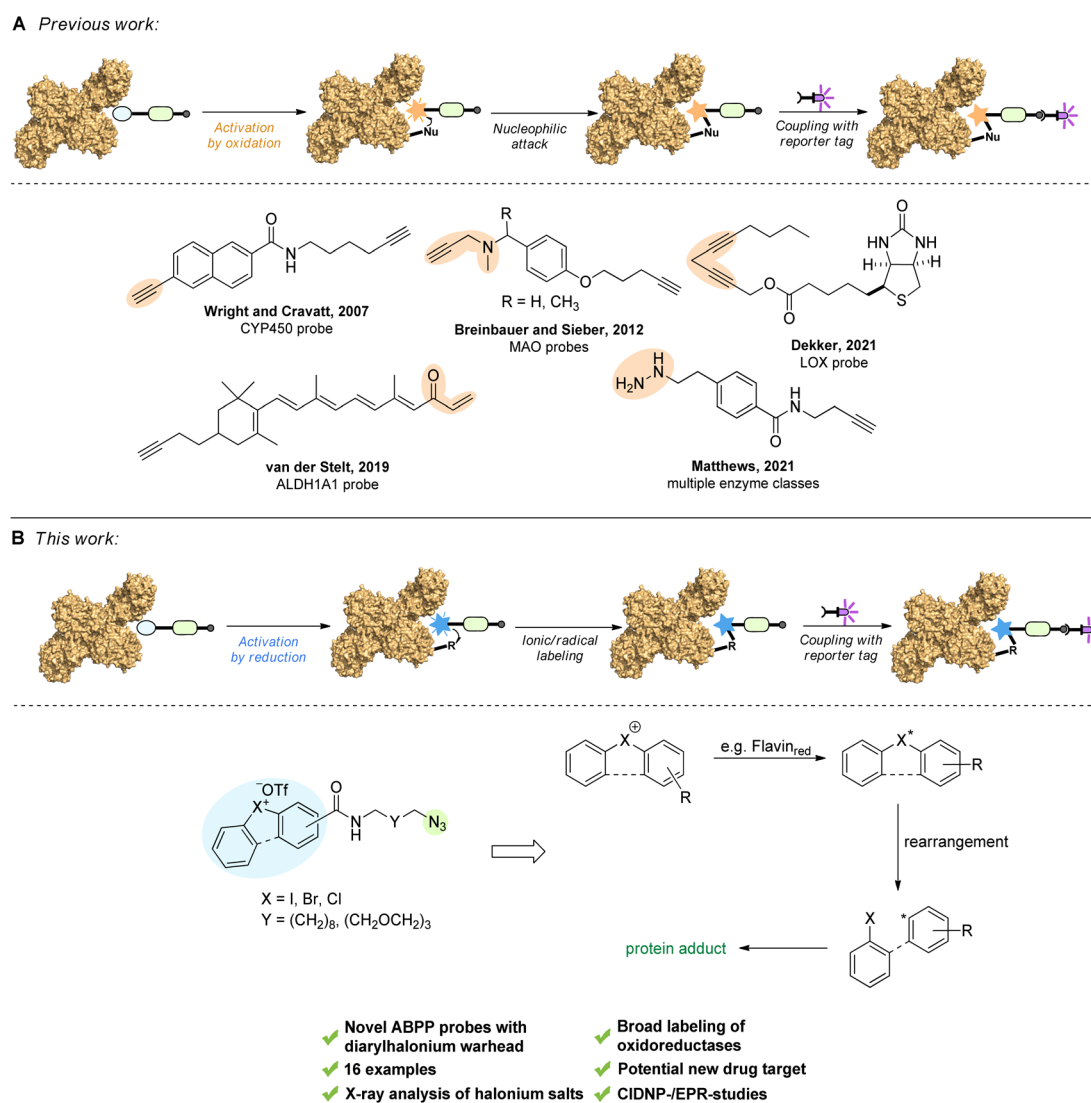 A Previous work:
Activation
by oxidation
Nu
Nucleophilic
attack
Nu
Coupling with
reporter tag
Nu
O
N
H
Wright and Cravatt, 2007
CYP450 probe
R
N
O
R = H, CH3
Breinbauer and Sieber, 2012
MAO probes
O
HN NH
H H
O
O
S
Dekker, 2021
LOX probe
O
van der Stelt, 2019
ALDH1A1 probe
H
N
H2N
H
N
O
Matthews, 2021
multiple enzyme classes
B This work:
Activation
by reduction
R
Ionic/radical
labeling
R
Coupling with
reporter tag
R
−OTf
X+
O
N
H
Y
N3
X = I, Br, Cl
Y = (CH2)8, (CH2OCH2)3
X⊕
R
e.g. Flavinred
X*
R
rearrangement
X
*
R
protein adduct
Novel ABPP probes with
diarylhalonium warhead
16 examples
X-ray analysis of halonium salts
Broad labeling of
oxidoreductases
Potential new drug target
CIDNP-/EPR-studies